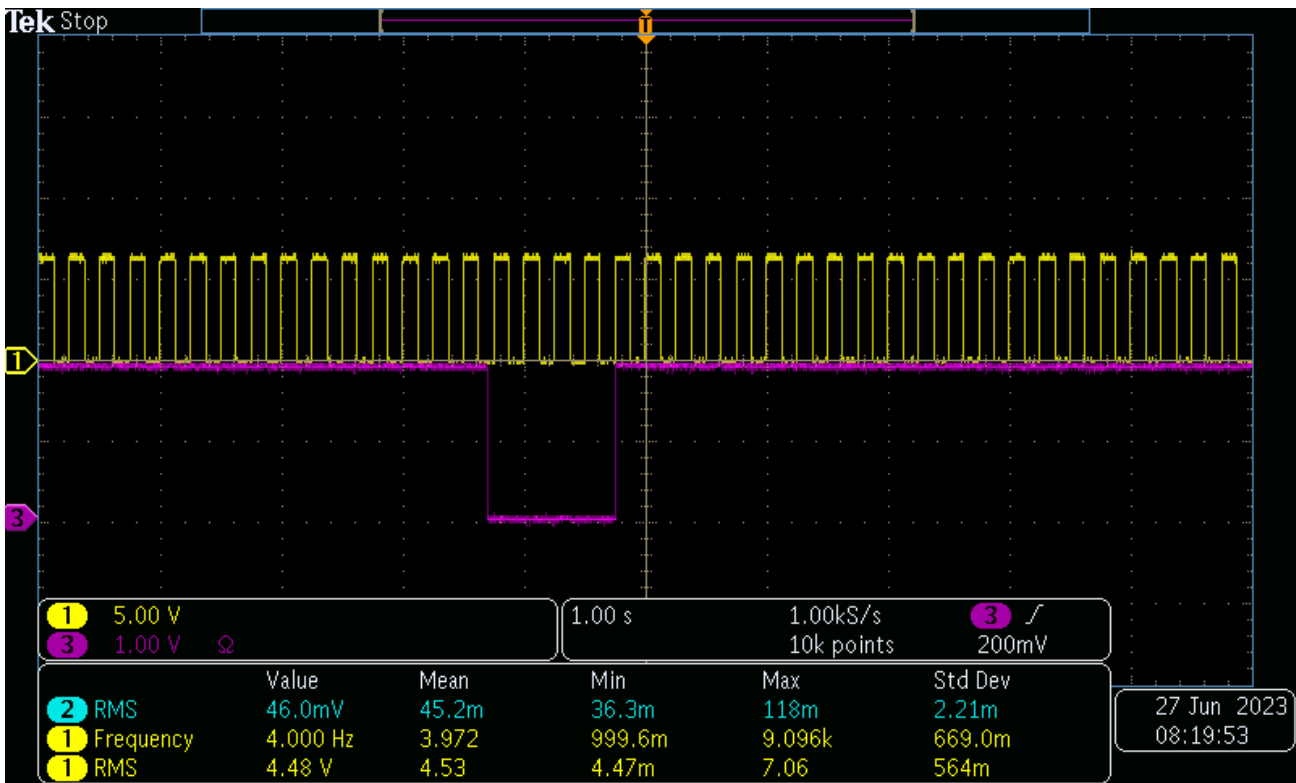 Tek Stop
T
1
3
1 5.00 V
3 1.00 V Ω
1.00 s 1.00kS/s 3 /
10k points 200mV
Value Mean Min Max Std Dev
2 RMS 46.0mV 45.2m 36.3m 118m 2.21m
1 Frequency 4.000 Hz 3.972 999.6m 9.096k 669.0m
1 RMS 4.48 V 4.53 4.47m 7.06 564m
27 Jun 2023
08:19:53